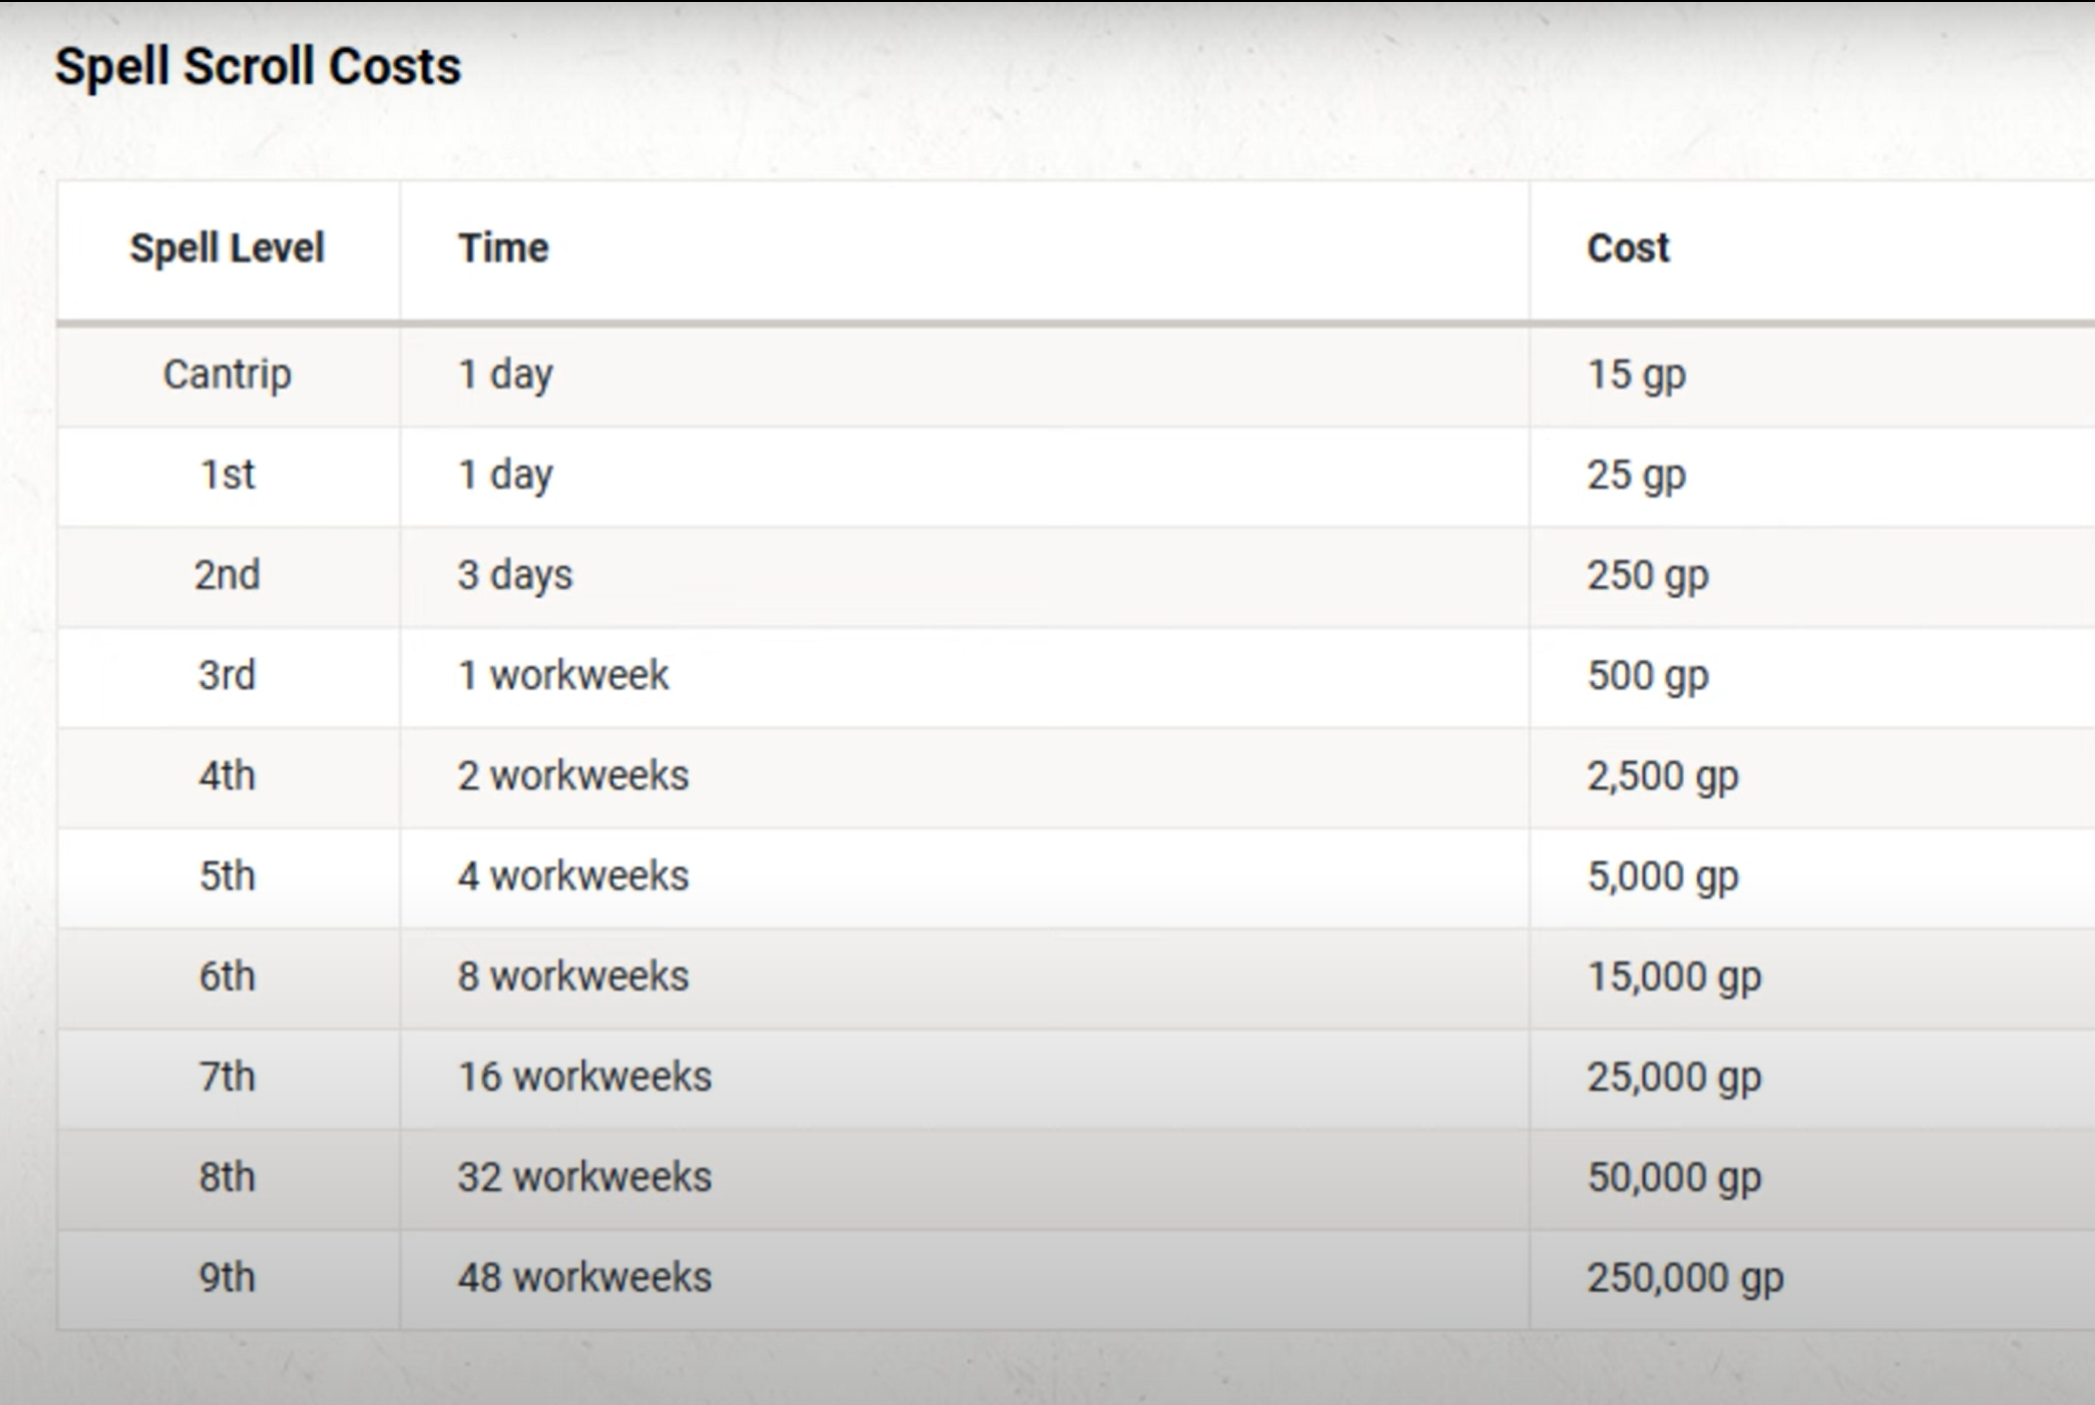 Spell Scroll Costs
Spell Level Time Cost
Cantrip 1 day 15 gp
1st 1 day 25 gp
2nd 3 days 250 gp
3rd 1 workweek 500 gp
4th 2 workweeks 2,500 gp
5th 4 workweeks 5,000 gp
6th 8 workweeks 15,000 gp
7th 16 workweeks 25,000 gp
8th 32 workweeks 50,000 gp
9th 48 workweeks 250,000 gp